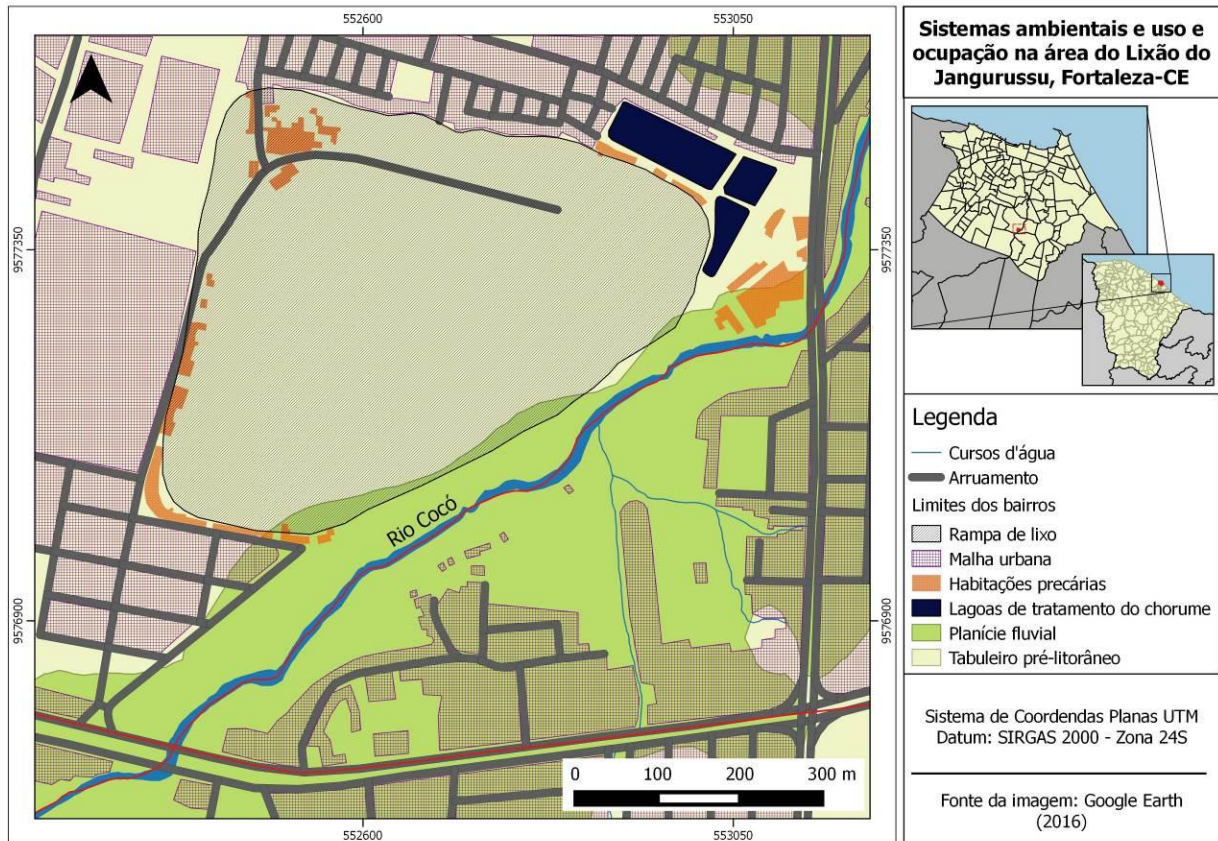 552600
553050
9577350
9577350
9576900
9576900
Rio Cocó
0 100 200 300 m
552600
553050
Sistemas ambientais e uso e
ocupação na área do Lixão do
Jangurussu, Fortaleza-CE
Legenda
Cursos d'água
Arruamento
Limites dos bairros
Rampa de lixo
Malha urbana
Habitações precárias
Lagoas de tratamento do chorume
Planície fluvial
Tabuleiro pré-litorâneo
Sistema de Coordendas Planas UTM
Datum: SIRGAS 2000 - Zona 24S
Fonte da imagem: Google Earth
(2016)